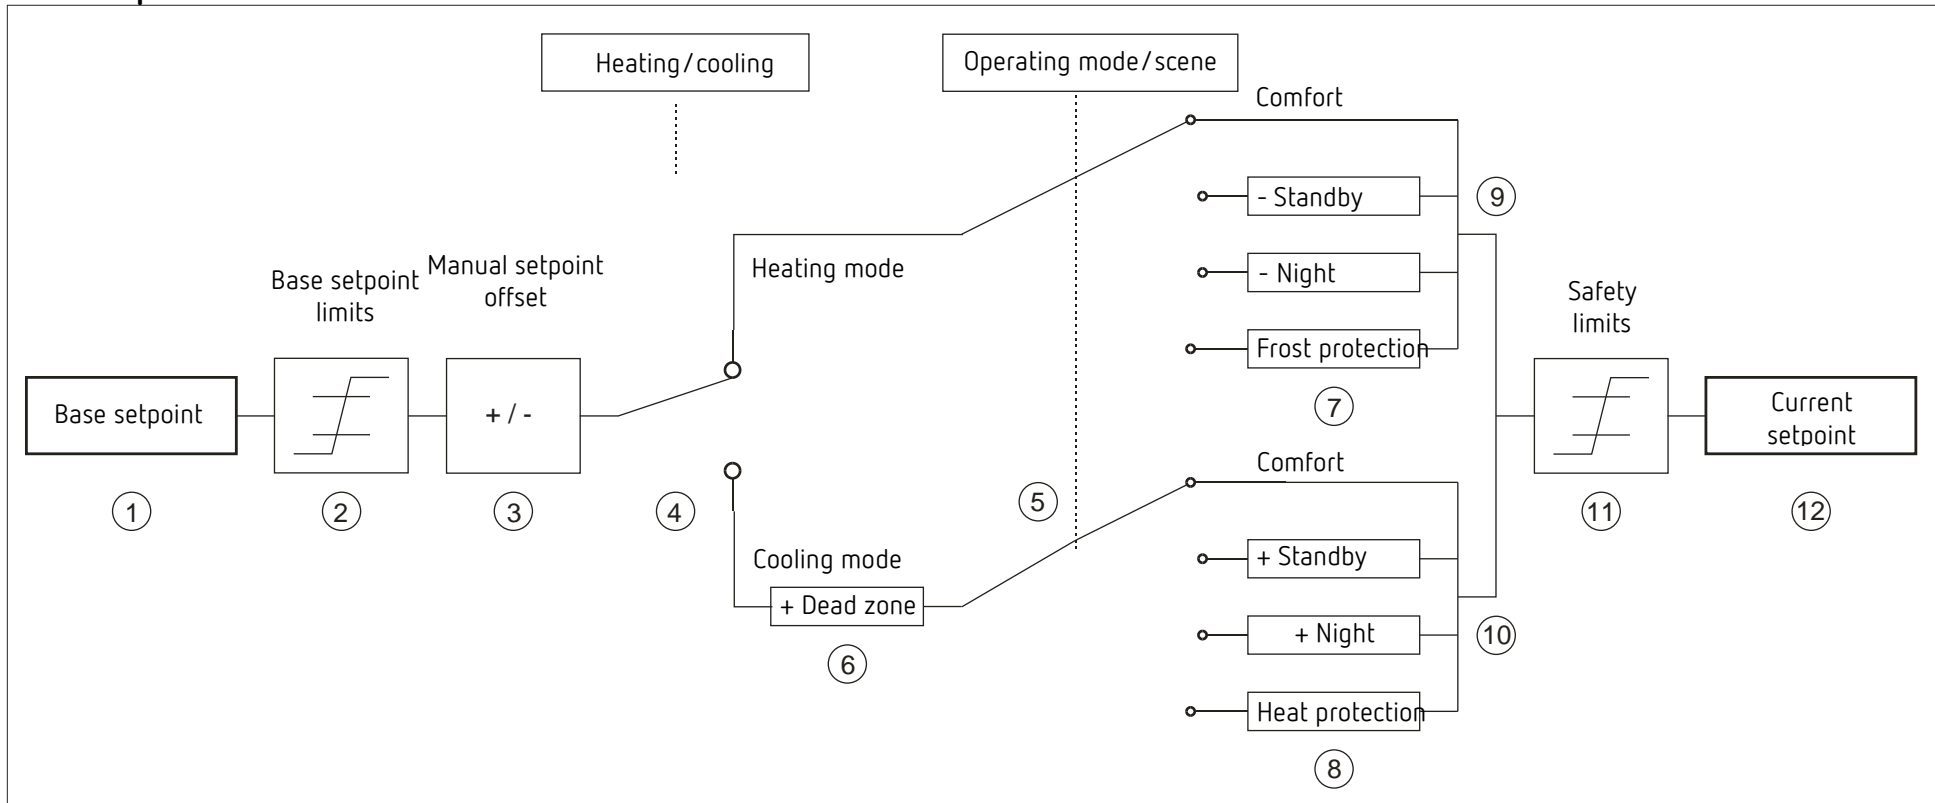 Heating/cooling
Operating mode/scene
Comfort
- Standby
9
- Night
Heating mode
Base setpoint
limits
Manual setpoint
offset
Safety
limits
Frost protection
7
Base setpoint
+ / -
Current
setpoint
Comfort
1
2
3
4
5
11
12
Cooling mode
+ Standby
+ Dead zone
+ Night
10
6
Heat protection
8